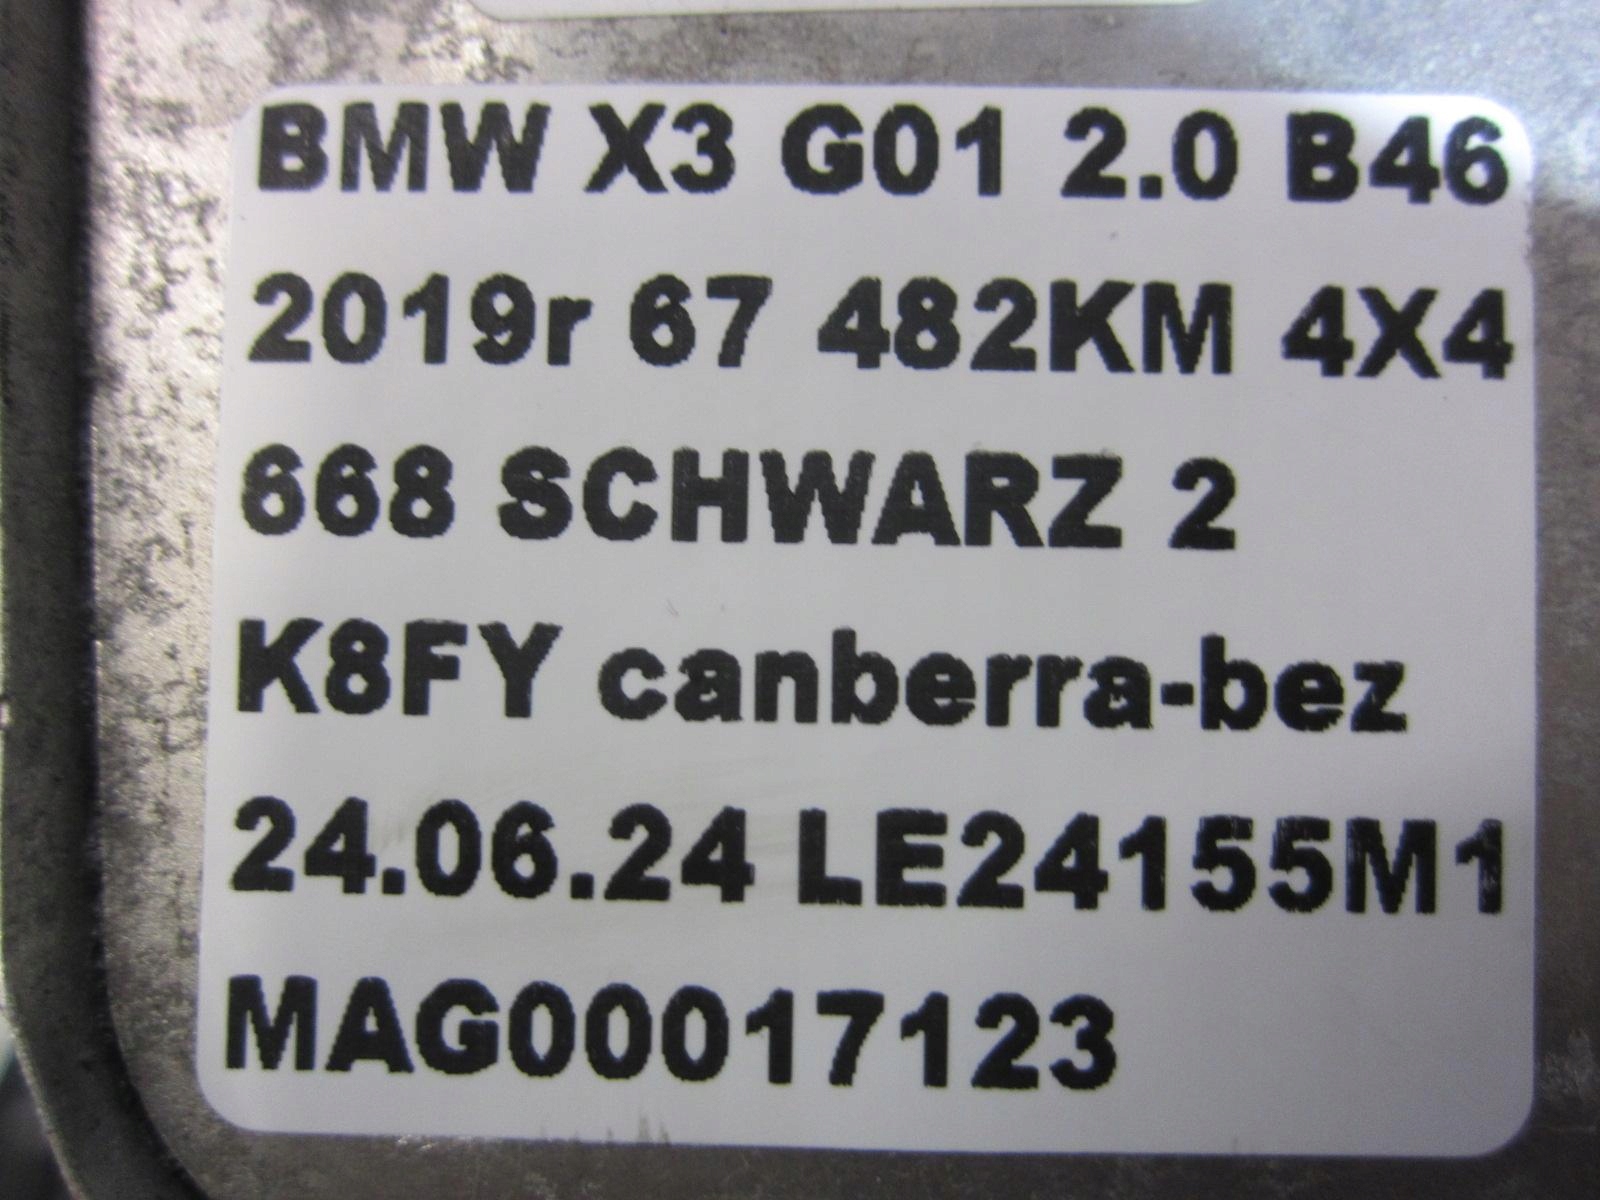 BMW X3 G01 2.0 B46
2019r 67 482KM 4X4
668 SCHWARZ 2
K8FY canberra-bez
24.06.24 LE24155M1
MAG00017123